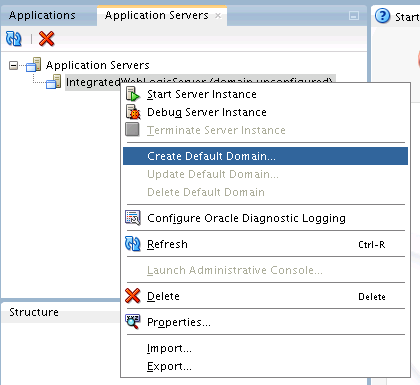 Applications
Application Servers
Start
Application Servers
IntegratedWebLogicServer (domain unconfigured)
Start Server Instance
Debug Server Instance
Terminate Server Instance
Create Default Domain...
Update Default Domain...
Delete Default Domain
Configure Oracle Diagnostic Logging
Refresh Ctrl-R
Launch Administrative Console...
Delete Delete
Structure
Properties...
Import...
Export...